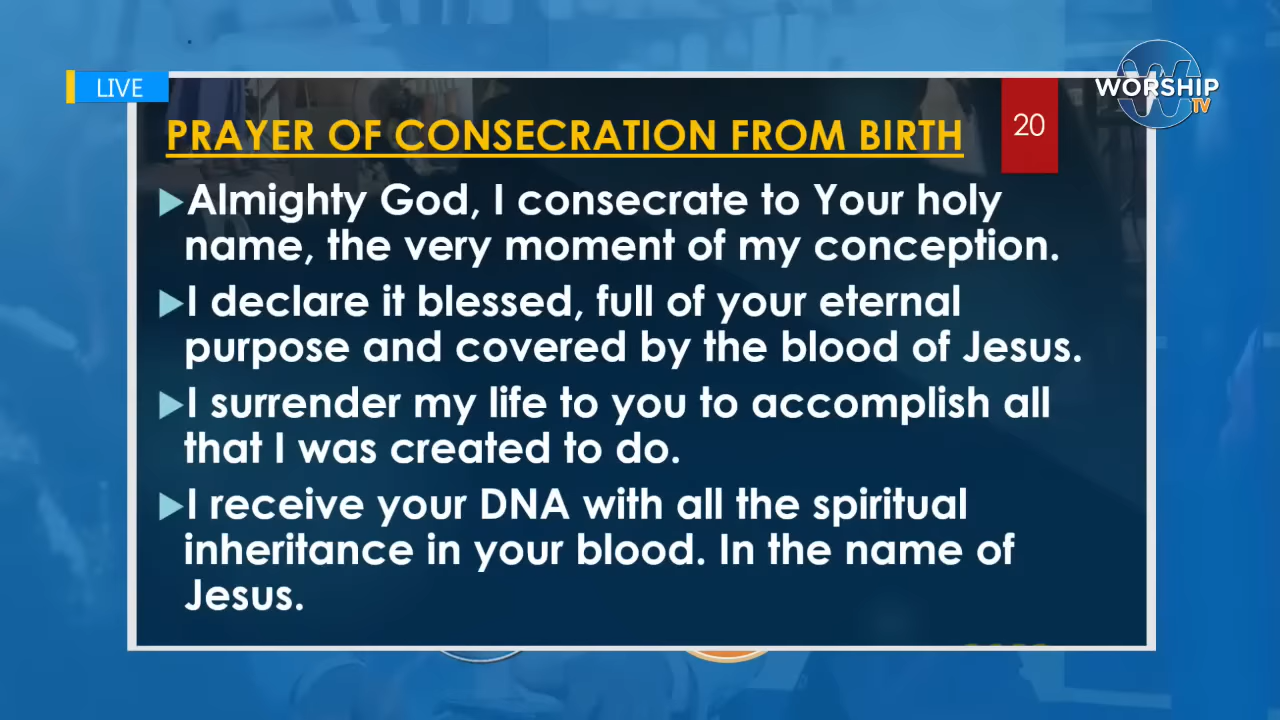 LIVE
WORSHIP
TV
PRAYER OF CONSECRATION FROM BIRTH
20
Almighty God, I consecrate to Your holy
name, the very moment of my conception.
I declare it blessed, full of your eternal
purpose and covered by the blood of Jesus.
I surrender my life to you to accomplish all
that I was created to do.
I receive your DNA with all the spiritual
inheritance in your blood. In the name of
Jesus.